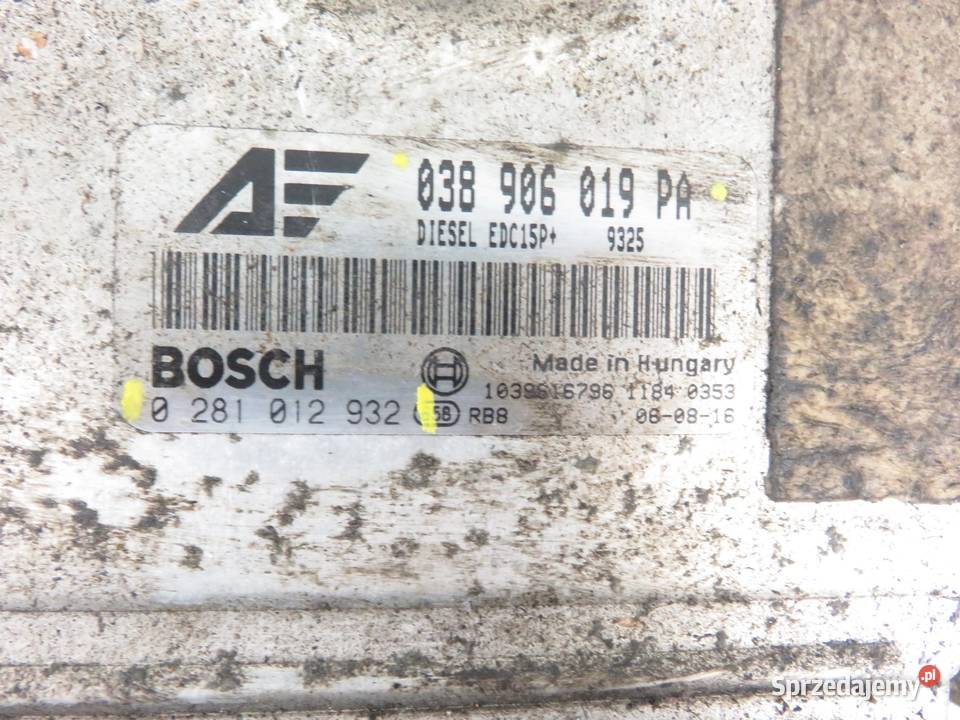 AF 038 906 019 PA
DIESEL EDC15P+ 9325
BOSCH Made in Hungary
1039S16796 1184 0353
0 281 012 932 RB8 06-08-16
Sprzedajemy.pl